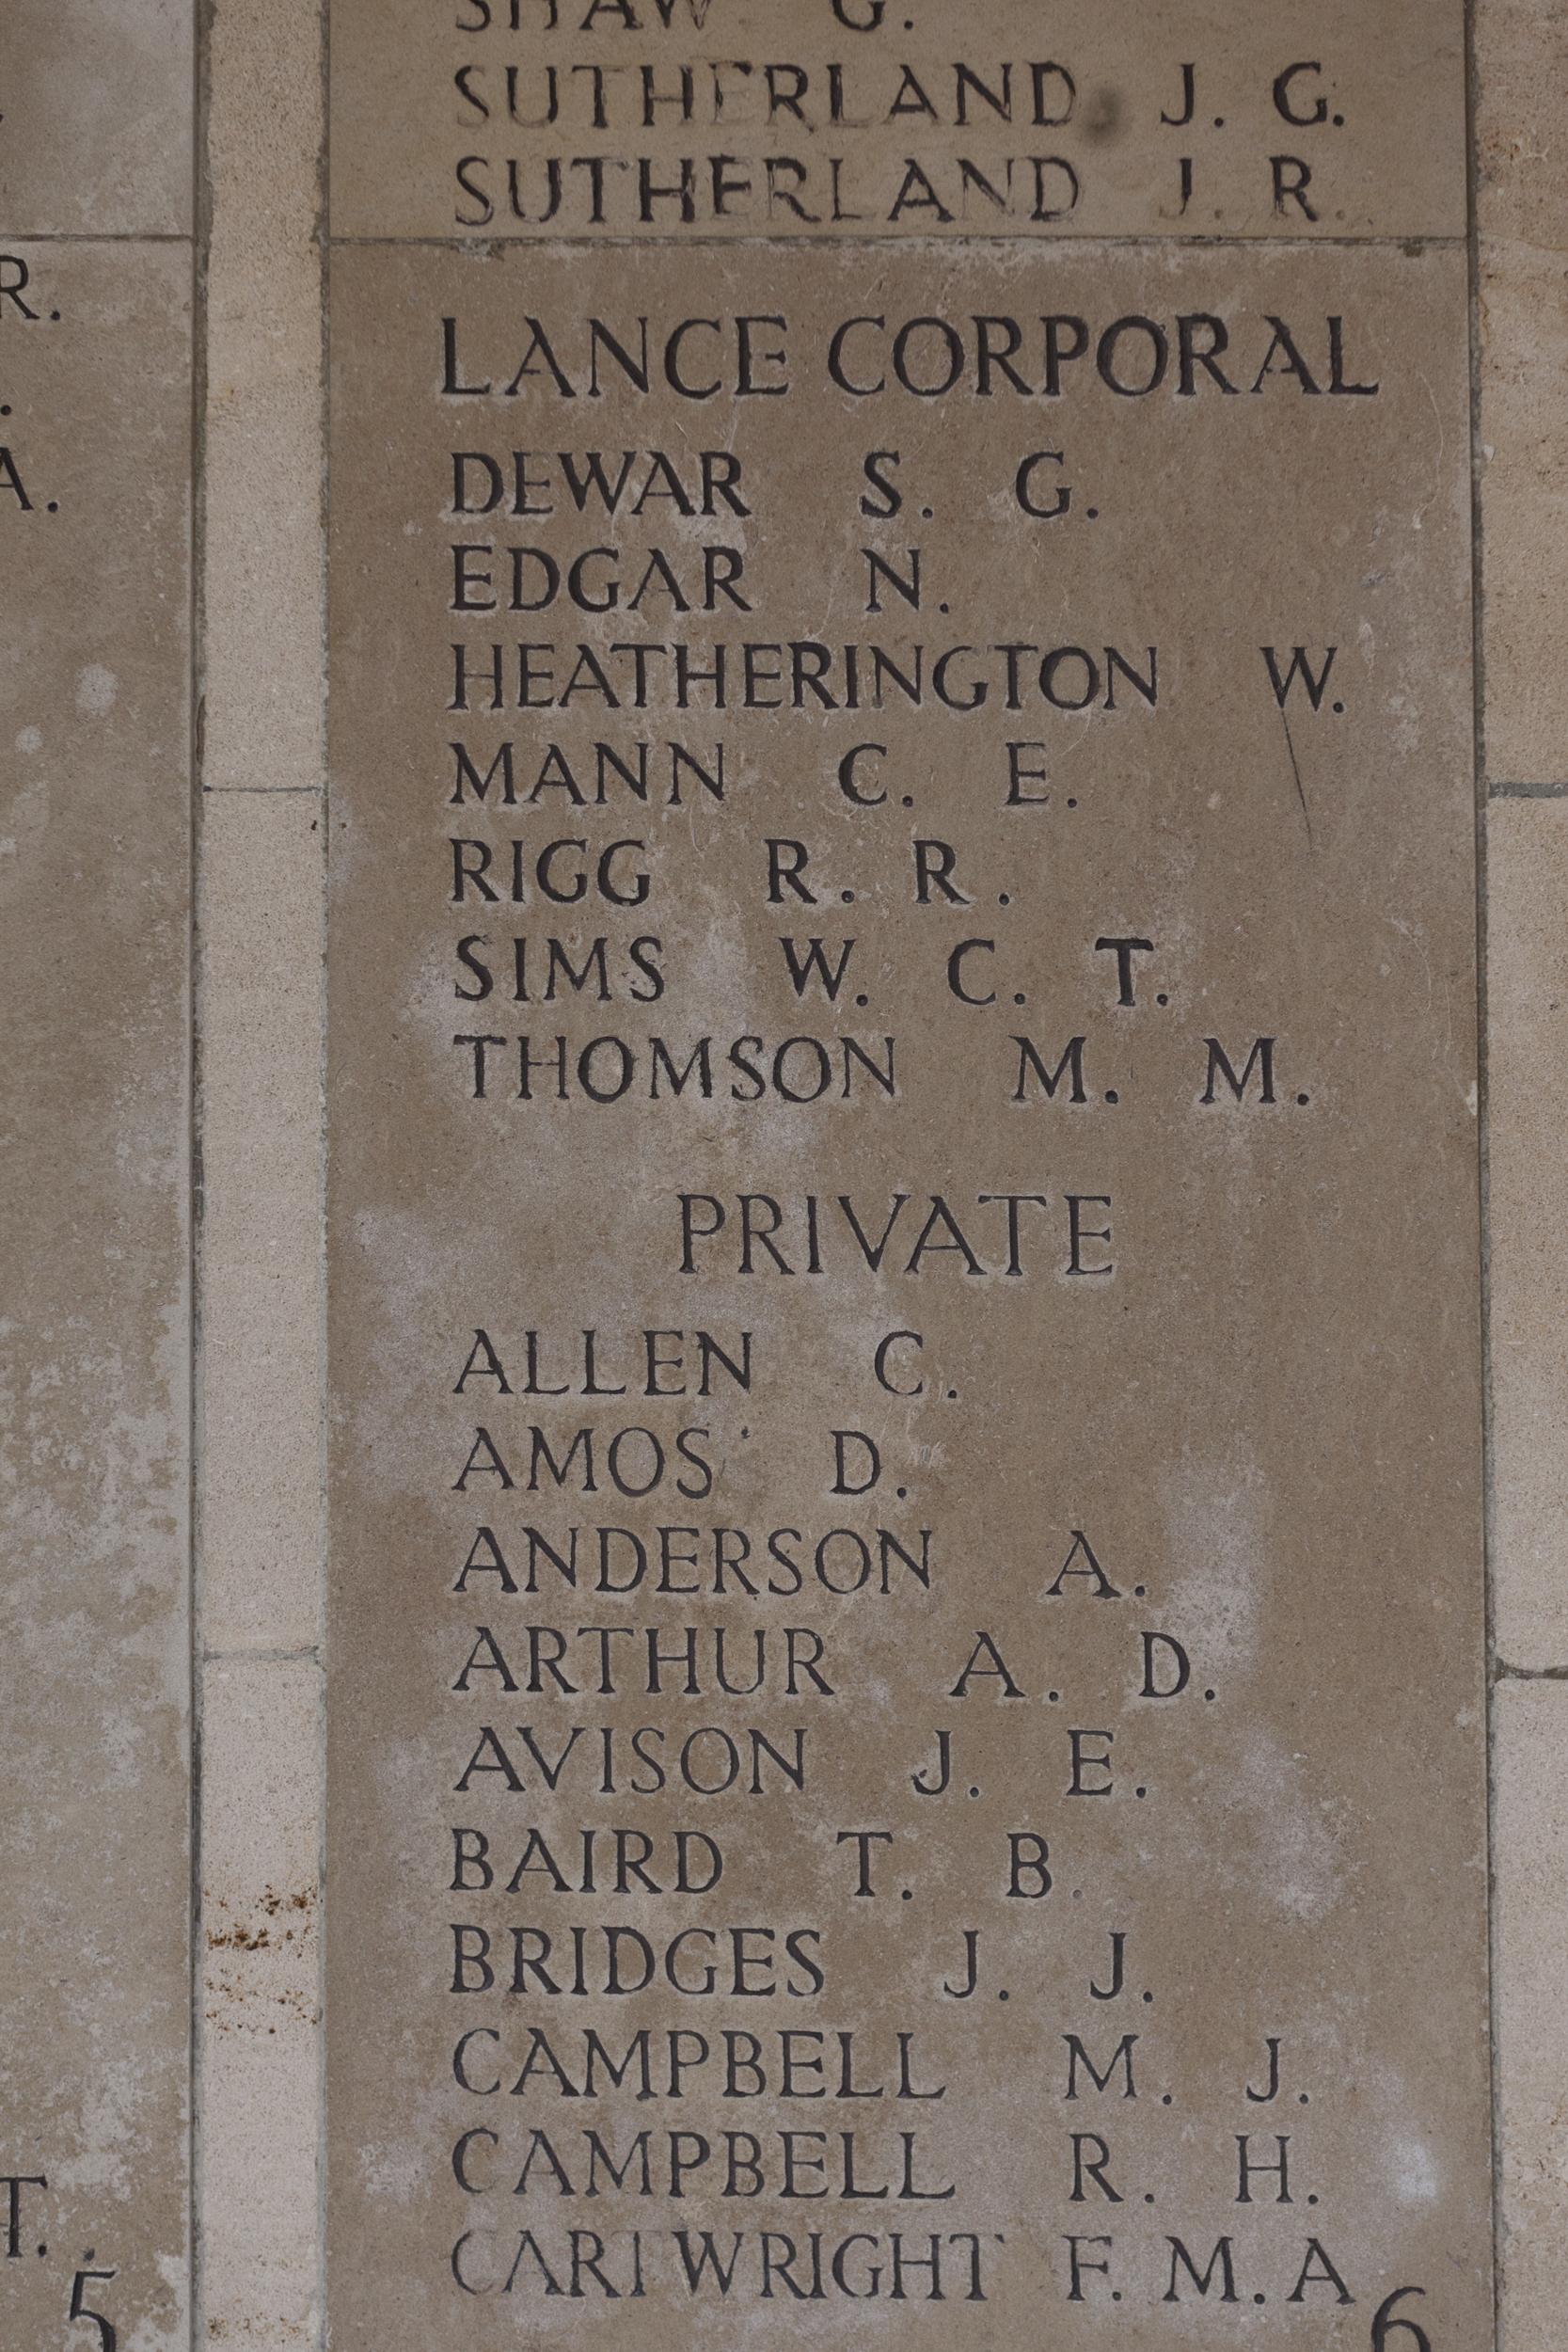 SHAW G.
SUTHERLAND J. G.
SUTHERLAND J. R.
LANCE CORPORAL
DEWAR S. G.
EDGAR N.
HEATHERINGTON W.
MANN C. E.
RIGG R. R.
SIMS W. C. T.
THOMSON M. M.
PRIVATE
ALLEN C.
AMOS D.
ANDERSON A.
ARTHUR A. D.
AVISON J. E.
BAIRD T. B.
BRIDGES J. J.
CAMPBELL M. J.
CAMPBELL R. H.
CARTWRIGHT F. M. A
6
R.
A.
T.
5